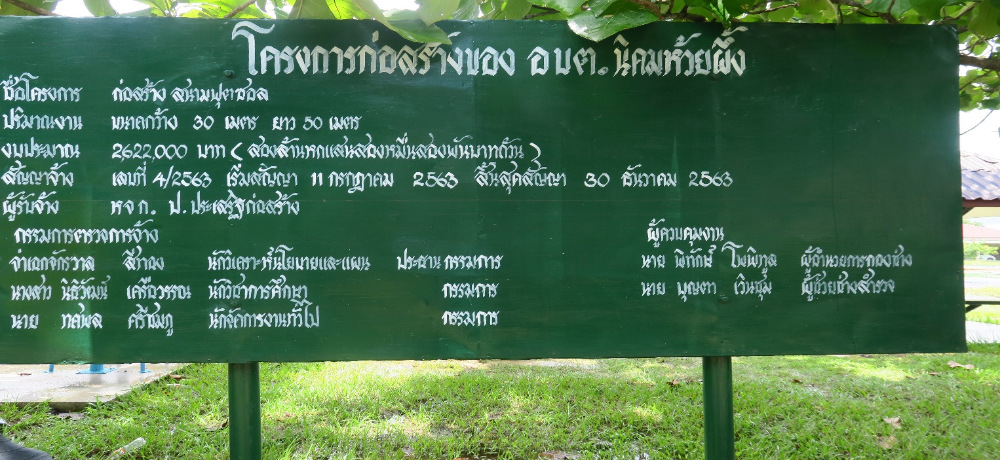 โครงการก่อสร้างของ อบต. นิคมห้วยผึ้ง
ชื่อโครงการ ก่อสร้าง สนามฟุตซอล
ปริมาณงาน ขนาดกว้าง 30 เมตร ยาว 50 เมตร
งบประมาณ 2,622,000 บาท ( สองล้านหกแสนสองหมื่นสองพันบาทถ้วน )
สัญญาจ้าง เลขที่ 4/2563 เริ่มสัญญา 11 กรกฎาคม 2563 สิ้นสุดสัญญา 30 ธันวาคม 2563
ผู้รับจ้าง หจก. ป.ประเสริฐก่อสร้าง
กรรมการตรวจการจ้าง ผู้ควบคุมงาน
จ่าเอกจักรวาล สีทอง นักวิเคราะห์นโยบายและแผน ประธานกรรมการ นาย พิทักษ์ โพพิทูล ผู้อำนวยการกองช่าง
นางสาว นิธิวัฒน์ เครือวรรณ นักวิชาการศึกษา กรรมการ นาย บุญตา เวินชุม ผู้ช่วยช่างสำรวจ
นาย ทศพล ศรีชมภู นักจัดการงานทั่วไป กรรมการ